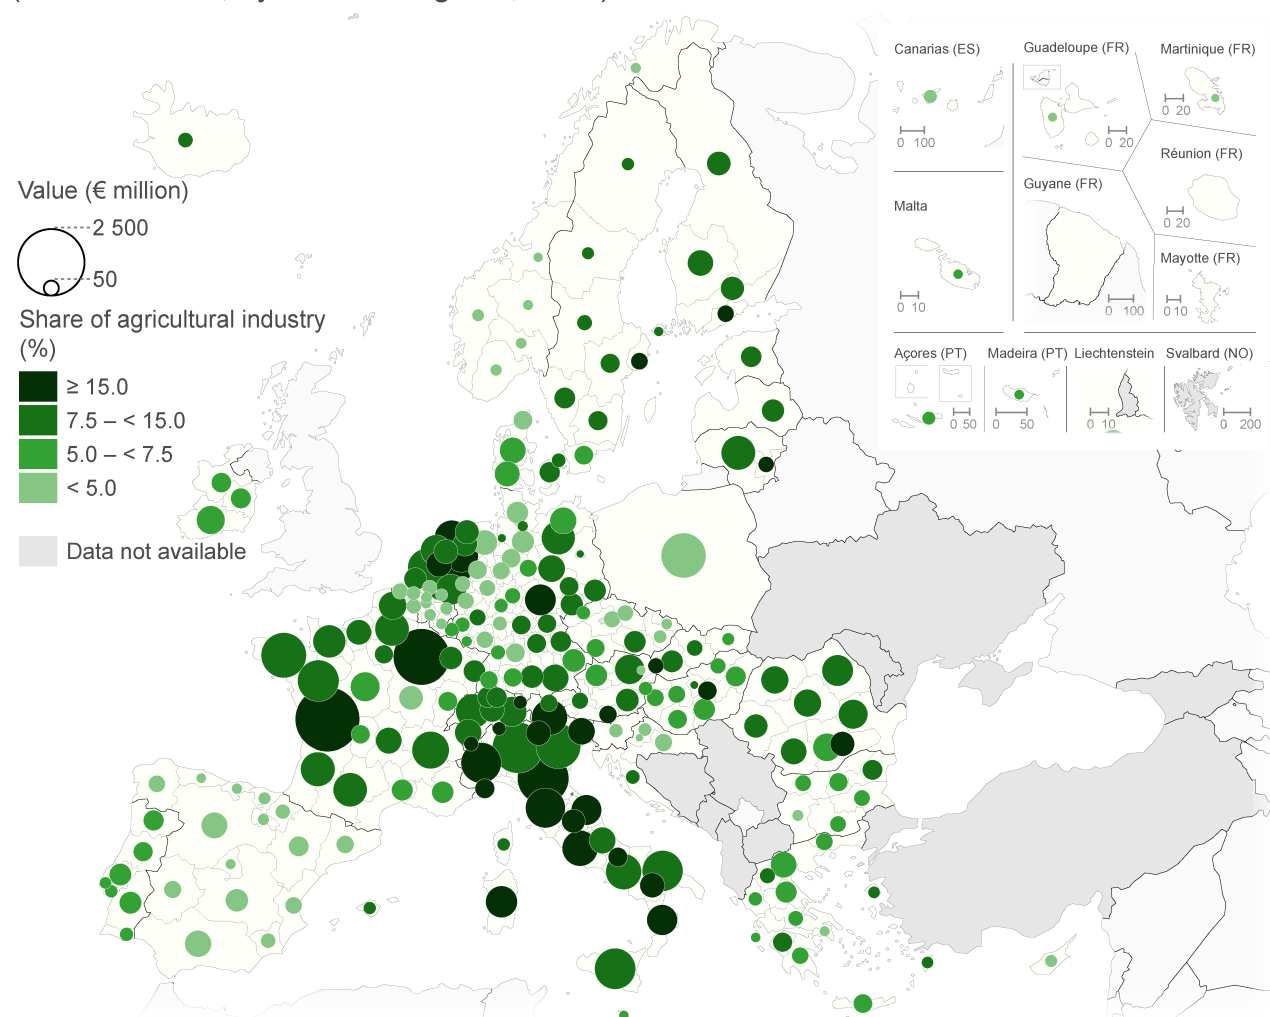 Value (€ million)
2 500
50
Share of agricultural industry
(%)
≥ 15.0
7.5 – < 15.0
5.0 – < 7.5
< 5.0
Data not available
Canarias (ES)
0 100
Guadeloupe (FR)
0 20
Martinique (FR)
0 20
Réunion (FR)
0 20
Guyane (FR)
0 100
Malta
0 10
Mayotte (FR)
0 10
Açores (PT)
0 50
Madeira (PT)
0 50
Liechtenstein
0 10
Svalbard (NO)
0 200